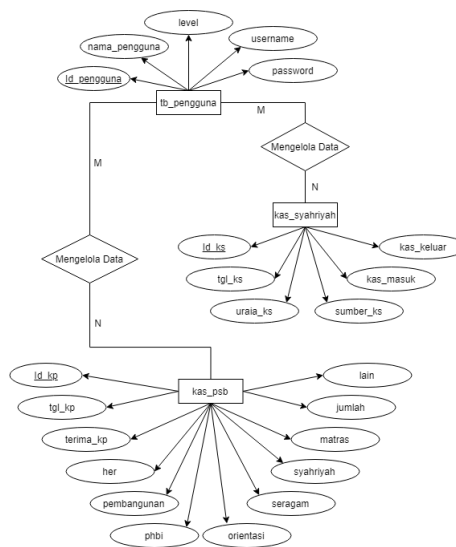 level
nama_pengguna
username
Id_pengguna
password
tb_pengguna
M
M
Mengelola Data
N
kas_syahriyah
Id_ks
kas_keluar
Mengelola Data
tgl_ks
kas_masuk
uraia_ks
sumber_ks
N
Id_kp
lain
kas_psb
tgl_kp
jumlah
terima_kp
matras
her
syahriyah
pembangunan
seragam
phbi
orientasi